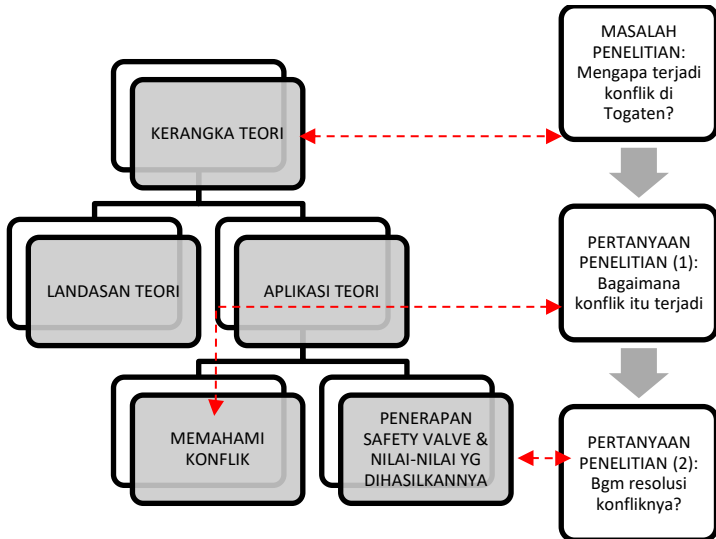 MASALAH
PENELITIAN:
Mengapa terjadi
konflik di
Togaten?
KERANGKA TEORI
LANDASAN TEORI
APLIKASI TEORI
PERTANYAAN
PENELITIAN (1):
Bagaimana
konflik itu terjadi
MEMAHAMI
KONFLIK
PENERAPAN
SAFETY VALVE &
NILAI-NILAI YG
DIHASILKANNYA
PERTANYAAN
PENELITIAN (2):
Bgm resolusi
konfliknya?